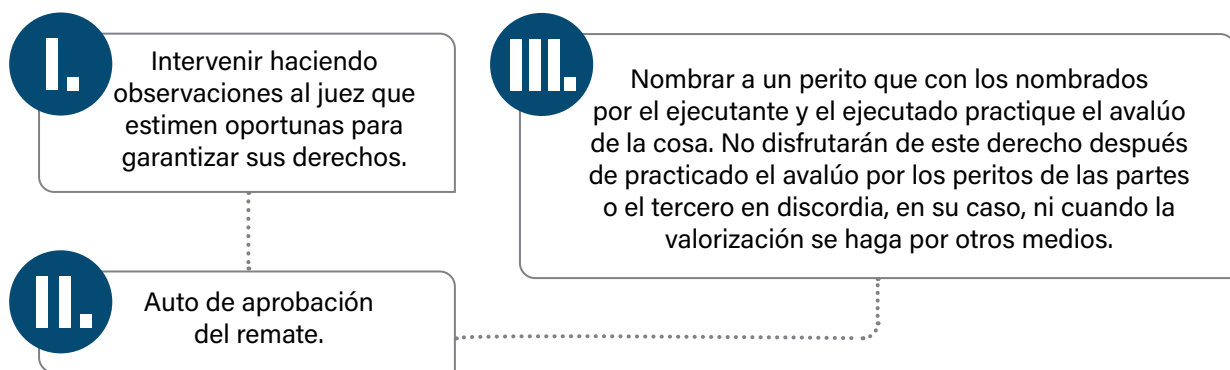 I.
Intervenir haciendo
observaciones al juez que
estimen oportunas para
garantizar sus derechos.
II.
Auto de aprobación
del remate.
III.
Nombrar a un perito que con los nombrados
por el ejecutante y el ejecutado practique el avalúo
de la cosa. No disfrutarán de este derecho después
de practicado el avalúo por los peritos de las partes
o el tercero en discordia, en su caso, ni cuando la
valorización se haga por otros medios.